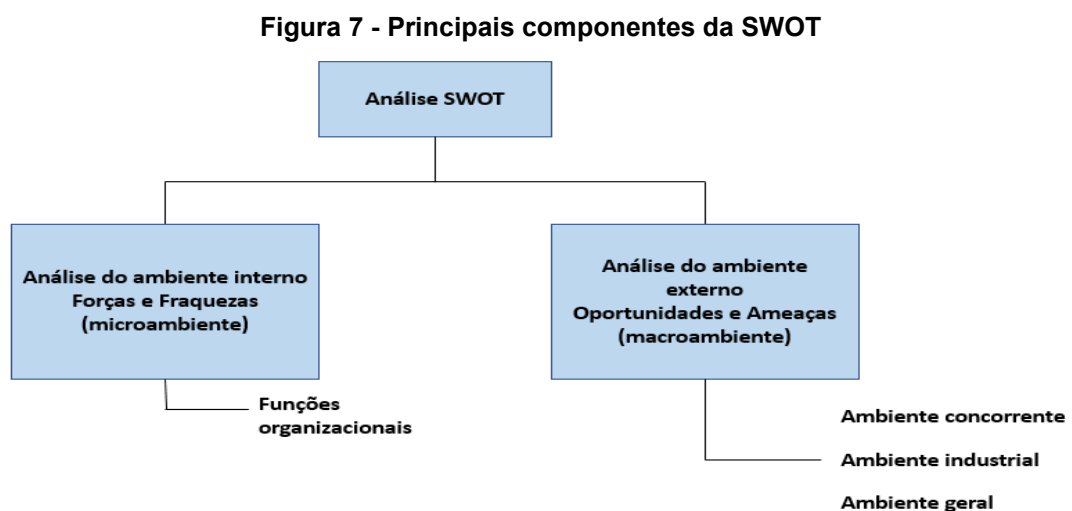 Figura 7 - Principais componentes da SWOT
Análise SWOT
Análise do ambiente interno
Forças e Fraquezas
(microambiente)
Análise do ambiente
externo
Oportunidades e Ameaças
(macroambiente)
Funções
organizacionais
Ambiente concorrente
Ambiente industrial
Ambiente geral